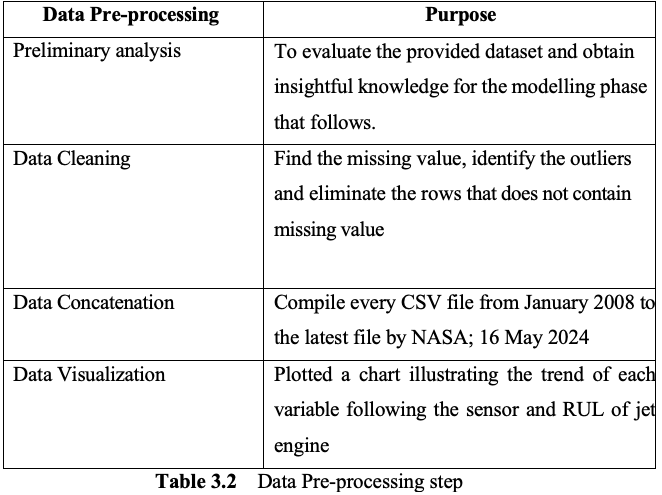 Data Pre-processing Purpose
Preliminary analysis To evaluate the provided dataset and obtain
insightful knowledge for the modelling phase
that follows.
Data Cleaning Find the missing value, identify the outliers
and eliminate the rows that does not contain
missing value
Data Concatenation Compile every CSV file from January 2008 to
the latest file by NASA; 16 May 2024
Data Visualization Plotted a chart illustrating the trend of each
variable following the sensor and RUL of jet
engine
Table 3.2 Data Pre-processing step